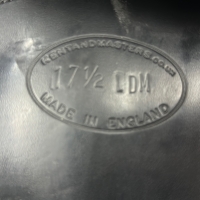 KENTANDMASTERS.CO.UK
17½ LDM
MADE IN ENGLAND